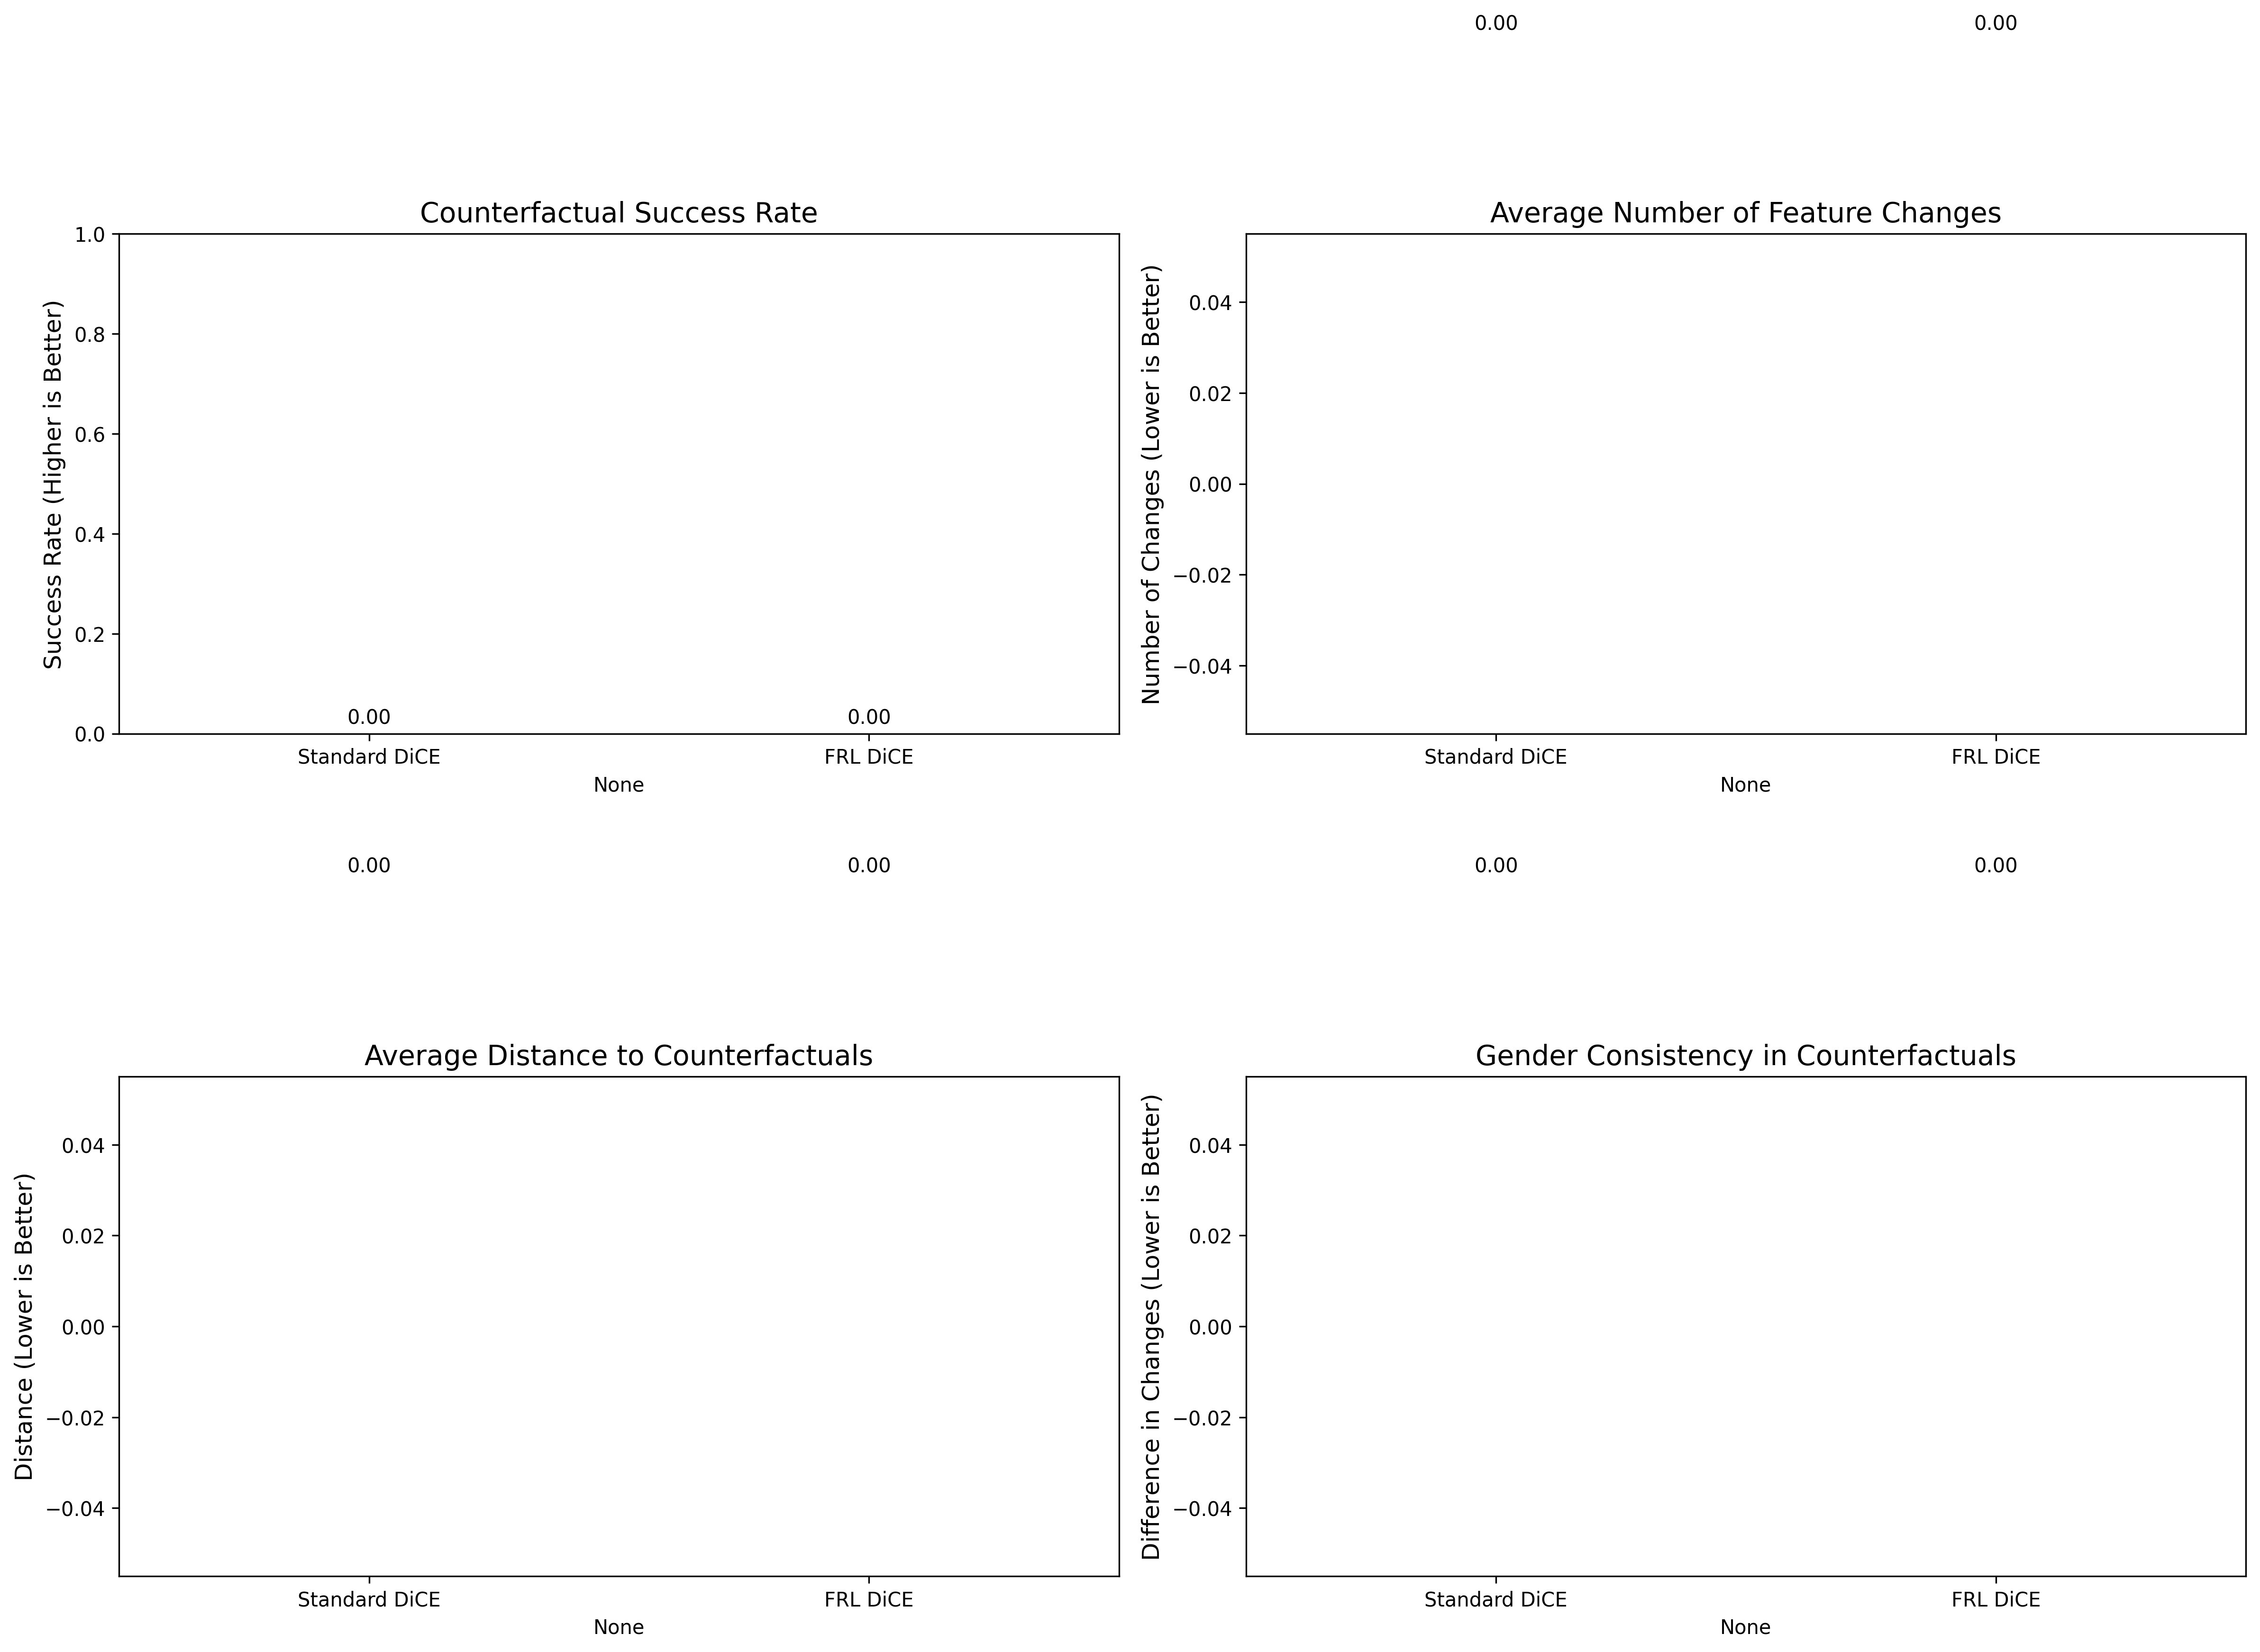 0.00 0.00
Counterfactual Success Rate
Success Rate (Higher is Better)
1.0
0.8
0.6
0.4
0.2
0.0
0.00 0.00
Standard DiCE FRL DiCE
None
Average Number of Feature Changes
Number of Changes (Lower is Better)
0.04
0.02
0.00
−0.02
−0.04
Standard DiCE FRL DiCE
None
0.00 0.00
Average Distance to Counterfactuals
Distance (Lower is Better)
0.04
0.02
0.00
−0.02
−0.04
Standard DiCE FRL DiCE
None
0.00 0.00
Gender Consistency in Counterfactuals
Difference in Changes (Lower is Better)
0.04
0.02
0.00
−0.02
−0.04
Standard DiCE FRL DiCE
None